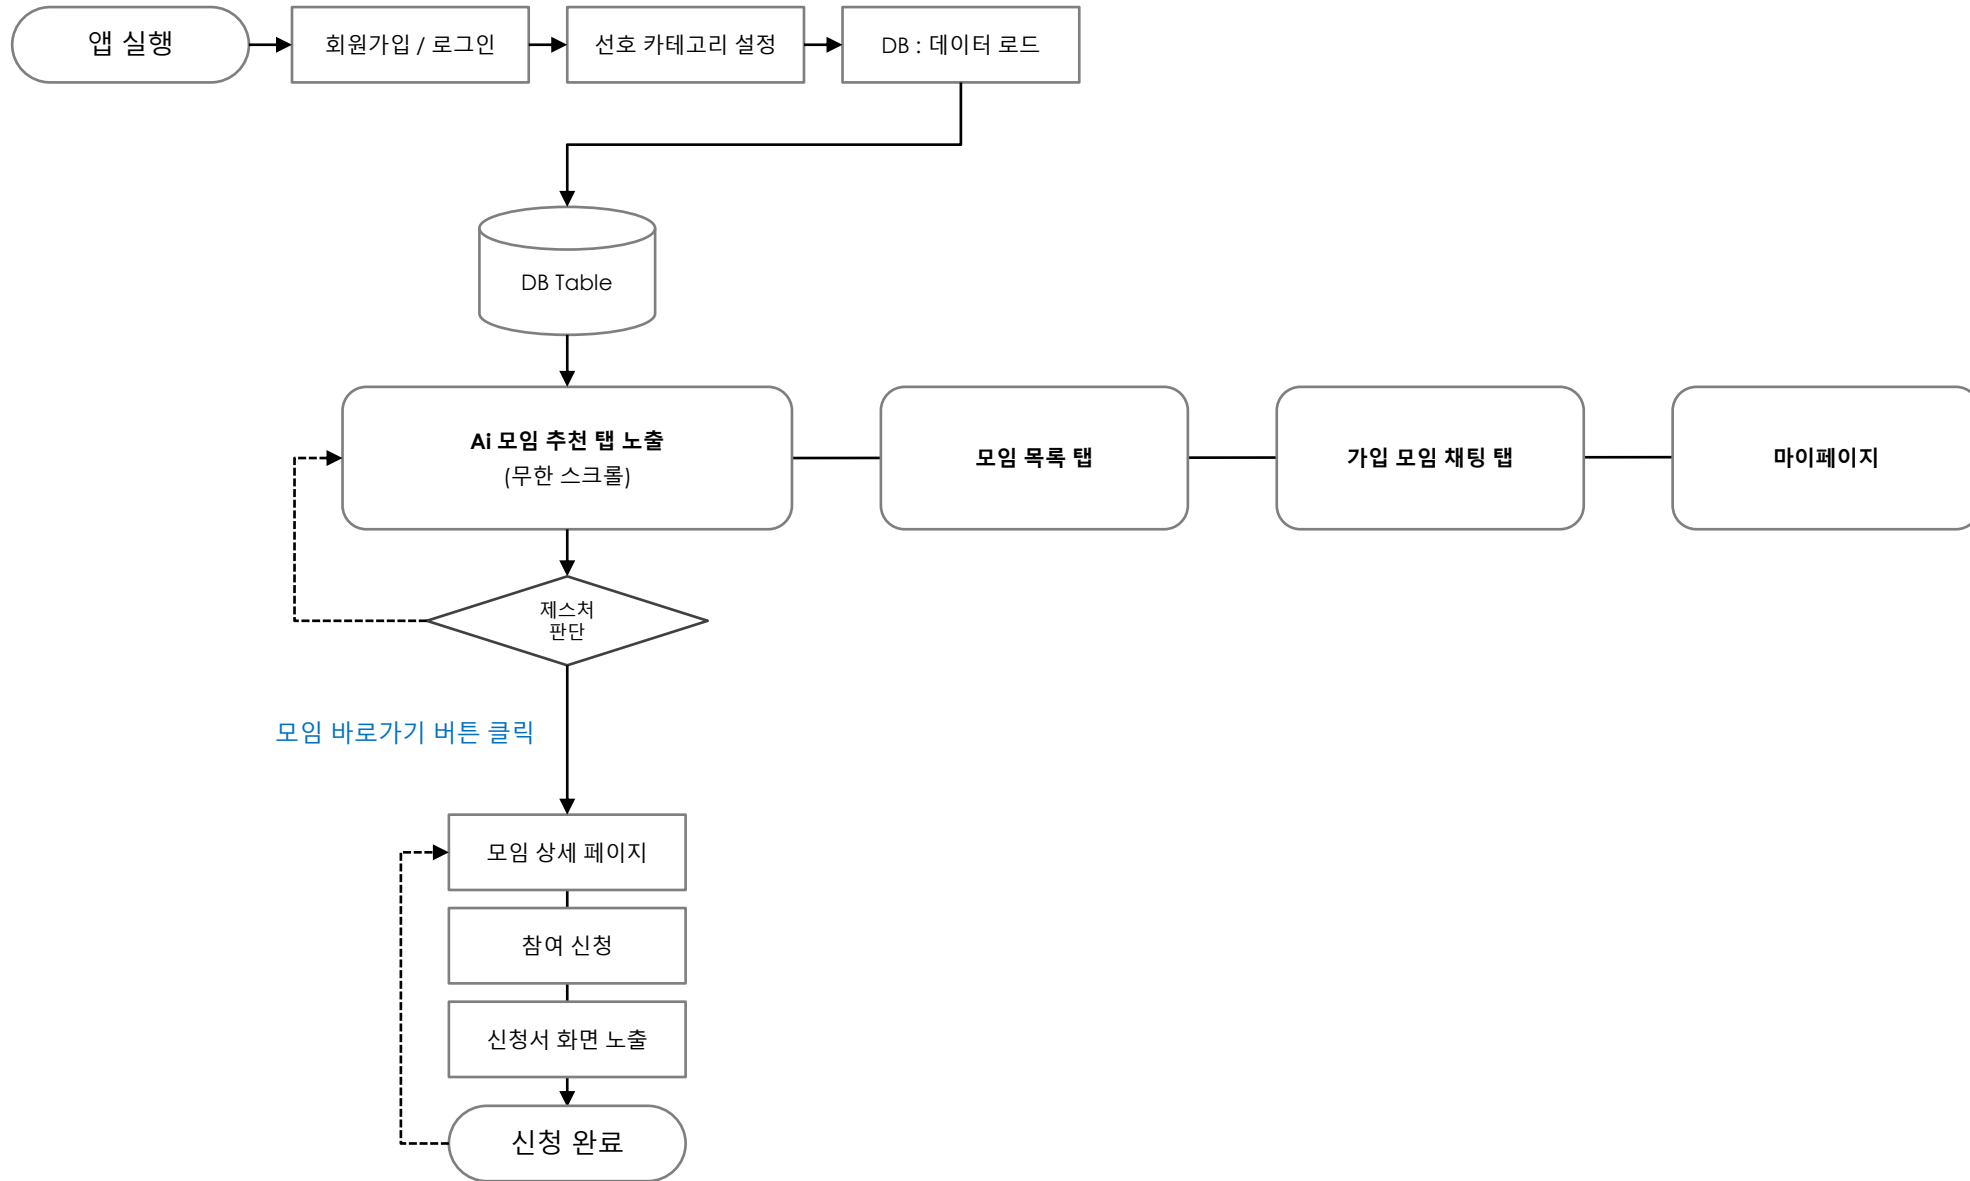 앱 실행
회원가입 / 로그인
선호 카테고리 설정
DB : 데이터 로드
DB Table
Ai 모임 추천 탭 노출
(무한 스크롤)
모임 목록 탭
가입 모임 채팅 탭
마이페이지
제스처
판단
모임 바로가기 버튼 클릭
모임 상세 페이지
참여 신청
신청서 화면 노출
신청 완료